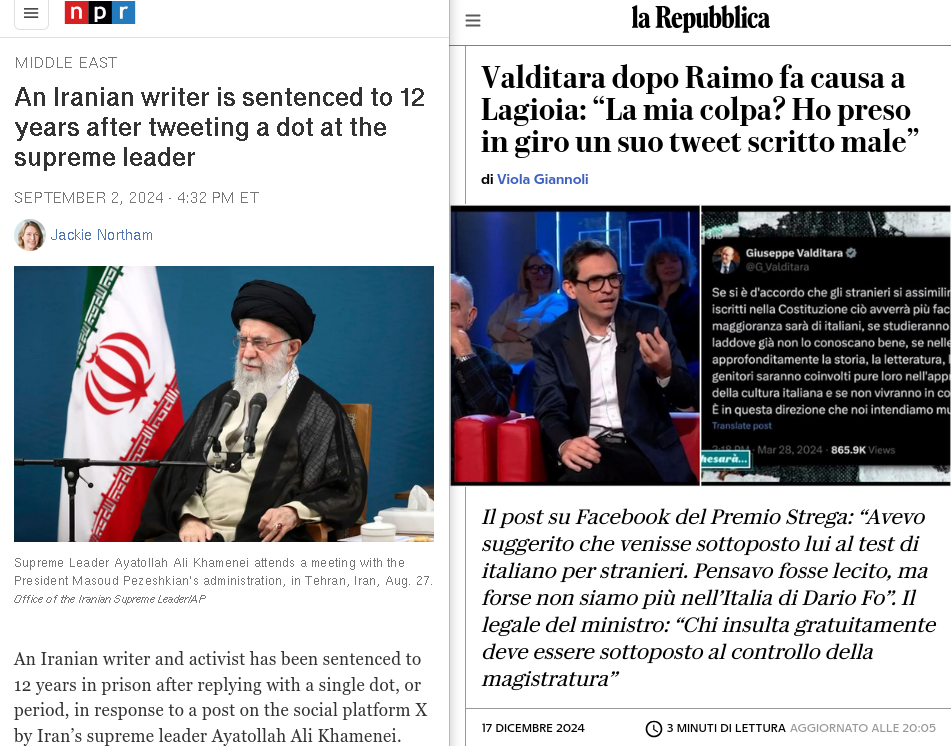 npr
MIDDLE EAST
An Iranian writer is sentenced to 12
years after tweeting a dot at the
supreme leader
SEPTEMBER 2, 2024 · 4:32 PM ET
Jackie Northam
Supreme Leader Ayatollah Ali Khamenei attends a meeting with the
President Masoud Pezeshkian's administration, in Tehran, Iran, Aug. 27.
Office of the Iranian Supreme Leader/AP
An Iranian writer and activist has been sentenced to
12 years in prison after replying with a single dot, or
period, in response to a post on the social platform X
by Iran’s supreme leader Ayatollah Ali Khamenei.
la Repubblica
Valditara dopo Raimo fa causa a
Lagioia: “La mia colpa? Ho preso
in giro un suo tweet scritto male”
di Viola Giannoli
Giuseppe Valditara
@G_Valditara
Se si è d'accordo che gli stranieri si assimili
iscritti nella Costituzione ciò avverrà più fac
maggioranza sarà di italiani, se studieranno
laddove già non lo conoscano bene, se nelle
approfonditamente la storia, la letteratura, l
genitori saranno coinvolti pure loro nell'appr
della cultura italiana e se non vivranno in co
È in questa direzione che noi intendiamo m
Translate post
2:18 PM · Mar 28, 2024 · 865.9K Views
hesarà...
Il post su Facebook del Premio Strega: “Avevo
suggerito che venisse sottoposto lui al test di
italiano per stranieri. Pensavo fosse lecito, ma
forse non siamo più nell’Italia di Dario Fo”. Il
legale del ministro: “Chi insulta gratuitamente
deve essere sottoposto al controllo della
magistratura”
17 DICEMBRE 2024
3 MINUTI DI LETTURA AGGIORNATO ALLE 20:05